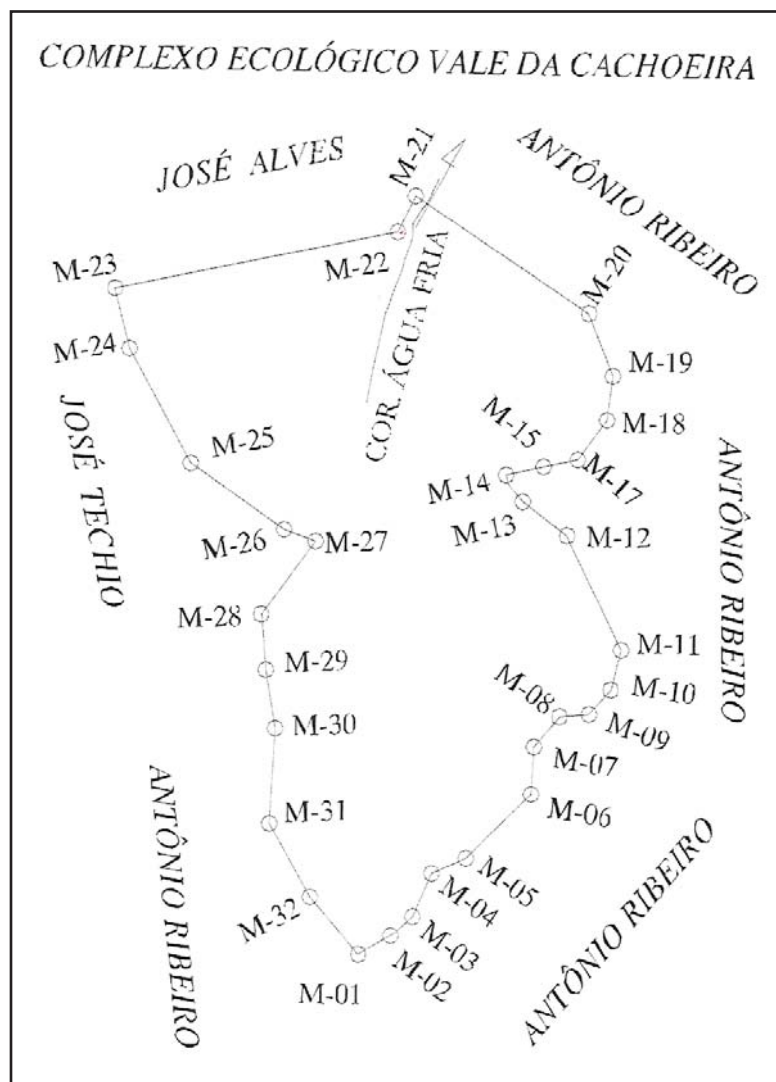 COMPLEXO ECOLÓGICO VALE DA CACHOEIRA
JOSÉ ALVES
M-21
ANTÔNIO RIBEIRO
M-22
M-23
M-20
COR. ÁGUA FRIA
M-24
M-19
JOSÉ TECHIO
M-18
M-25
M-15
M-17
M-14
M-13
ANTÔNIO RIBEIRO
M-26
M-27
M-12
M-28
M-11
M-29
M-10
M-08
M-09
M-30
M-07
ANTÔNIO RIBEIRO
M-31
M-06
M-05
ANTÔNIO RIBEIRO
M-32
M-04
M-03
M-02
M-01